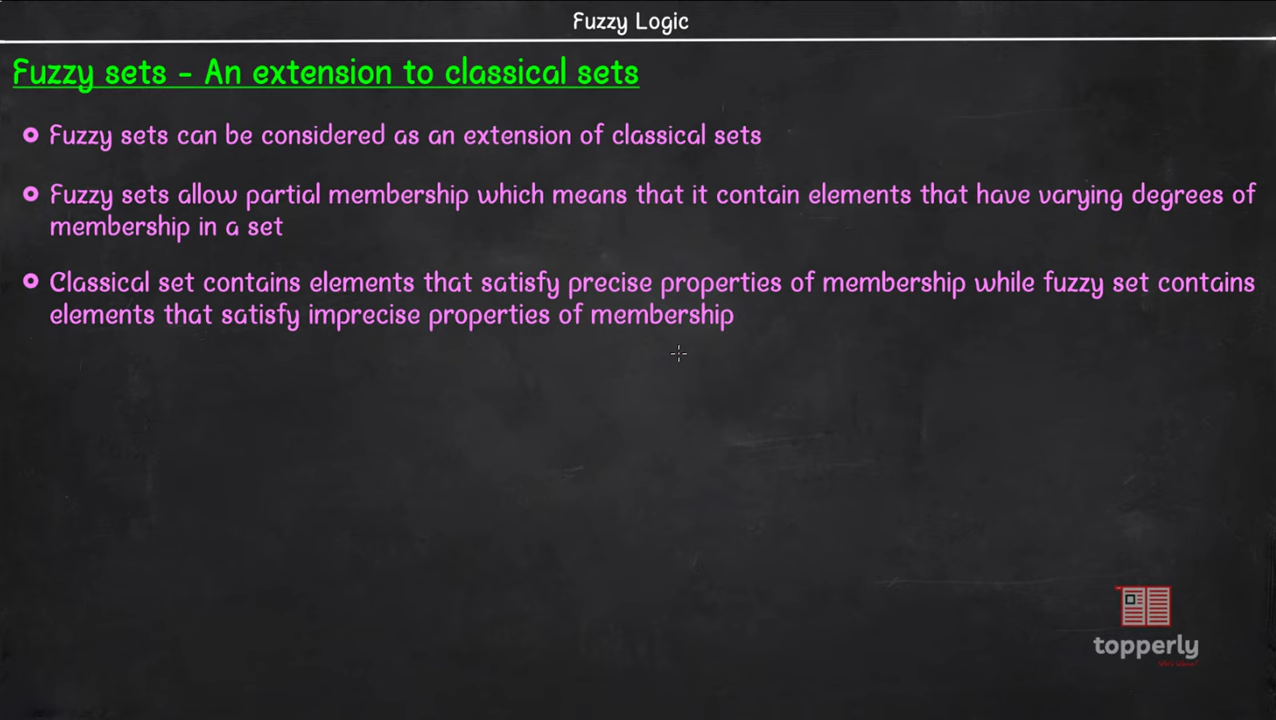 Fuzzy Logic
Fuzzy sets - An extension to classical sets
Fuzzy sets can be considered as an extension of classical sets
Fuzzy sets allow partial membership which means that it contain elements that have varying degrees of
membership in a set
Classical set contains elements that satisfy precise properties of membership while fuzzy set contains
elements that satisfy imprecise properties of membership
topperly